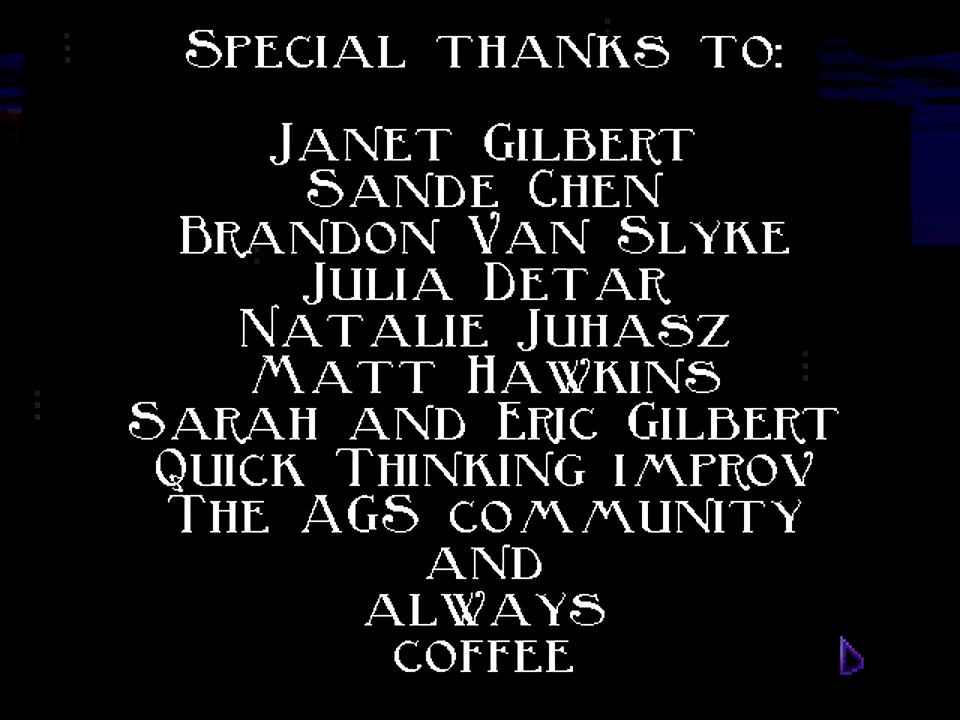 Special thanks to:
Janet Gilbert
Sande Chen
Brandon Van Slyke
Julia Detar
Natalie Juhasz
Matt Hawkins
Sarah and Eric Gilbert
Quick Thinking improv
The AGS community
and
always
coffee